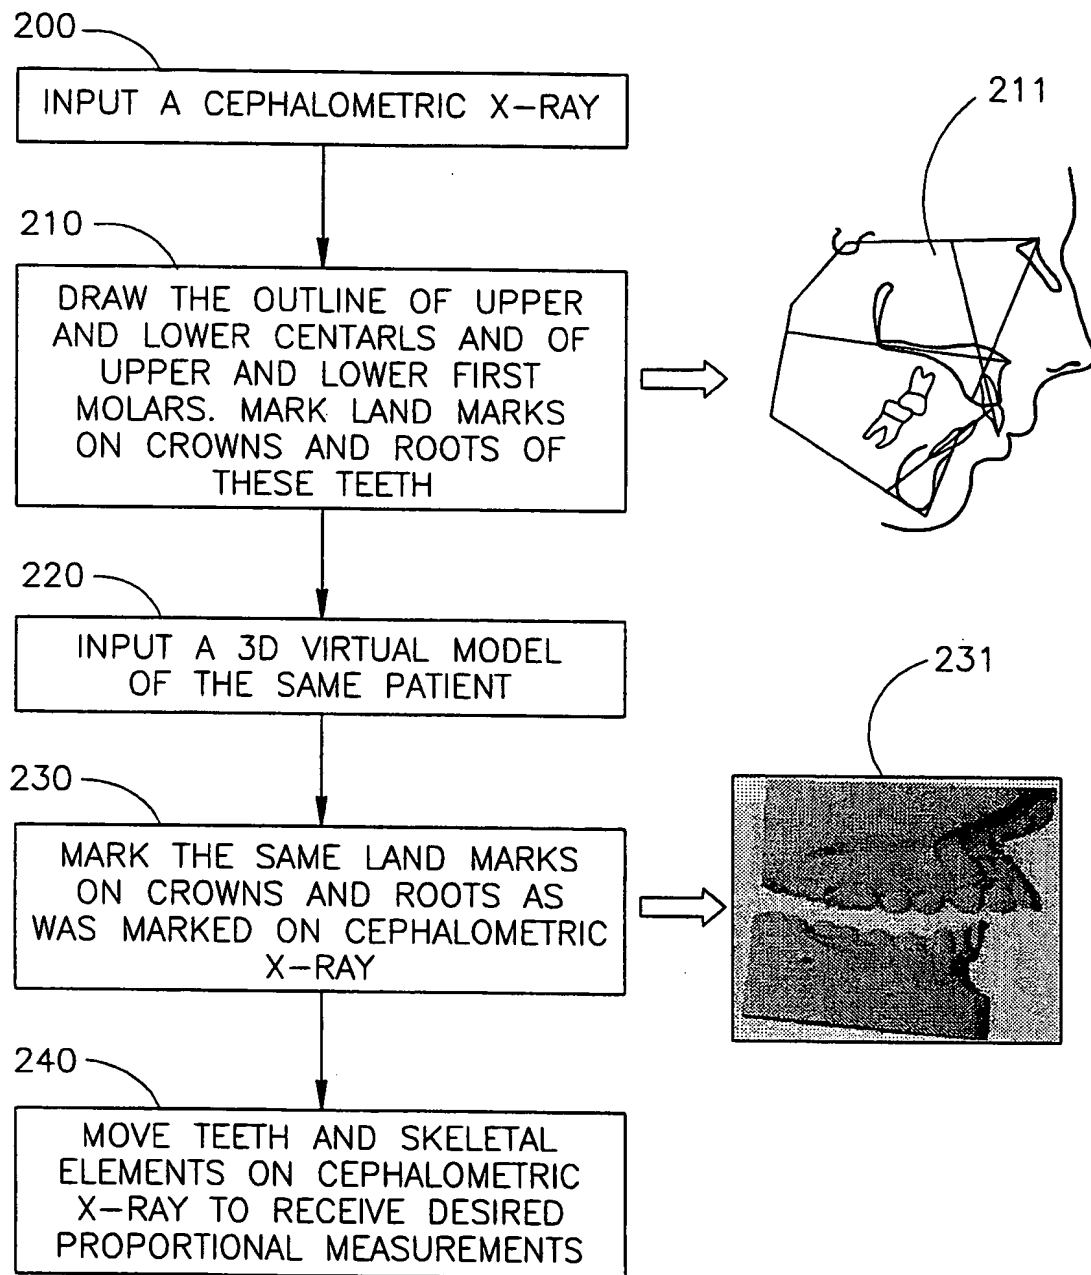 200
INPUT A CEPHALOMETRIC X-RAY
211
210
DRAW THE OUTLINE OF UPPER
AND LOWER CENTARLS AND OF
UPPER AND LOWER FIRST
MOLARS. MARK LAND MARKS
ON CROWNS AND ROOTS OF
THESE TEETH
220
INPUT A 3D VIRTUAL MODEL
OF THE SAME PATIENT
231
230
MARK THE SAME LAND MARKS
ON CROWNS AND ROOTS AS
WAS MARKED ON CEPHALOMETRIC
X-RAY
240
MOVE TEETH AND SKELETAL
ELEMENTS ON CEPHALOMETRIC
X-RAY TO RECEIVE DESIRED
PROPORTIONAL MEASUREMENTS